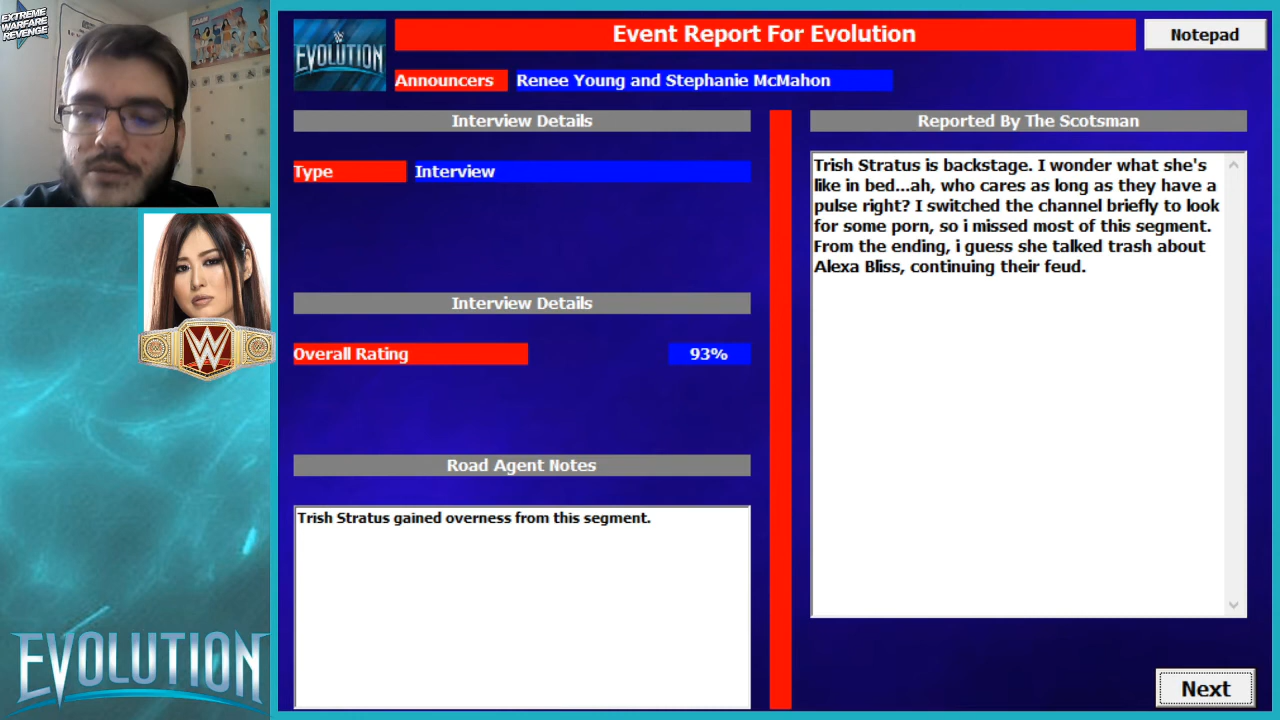 EXTREME
WARFARE
REVENGE
EVOLUTION
Event Report For Evolution
Notepad
Announcers
Renee Young and Stephanie McMahon
Interview Details
Type
Interview
Interview Details
Overall Rating
93%
Road Agent Notes
Trish Stratus gained overness from this segment.
Reported By The Scotsman
Trish Stratus is backstage. I wonder what she's
like in bed...ah, who cares as long as they have a
pulse right? I switched the channel briefly to look
for some porn, so i missed most of this segment.
From the ending, i guess she talked trash about
Alexa Bliss, continuing their feud.
Next
W
EVOLUTION